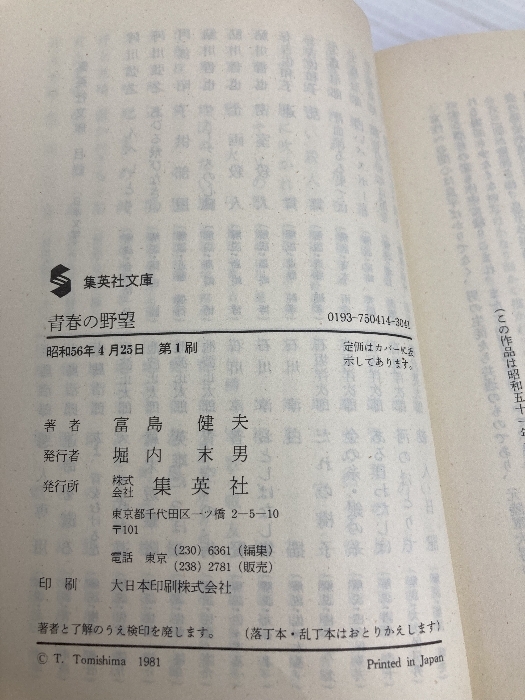 集英社文庫
青春の野望
0193-750414-3041
昭和56年4月25日　第1刷
定価はカバーに表
示してあります。
著者　富島健夫
発行者　堀内末男
発行所　株式会社　集英社
東京都千代田区一ツ橋 2-5-10
〒101
電話　東京 (230) 6361 (編集)
(238) 2781 (販売)
印刷　大日本印刷株式会社
著者と了解のうえ検印を廃します。　(落丁本・乱丁本はおとりかえします)
© T. Tomishima 1981　Printed in Japan
(この作品は昭和五十一年